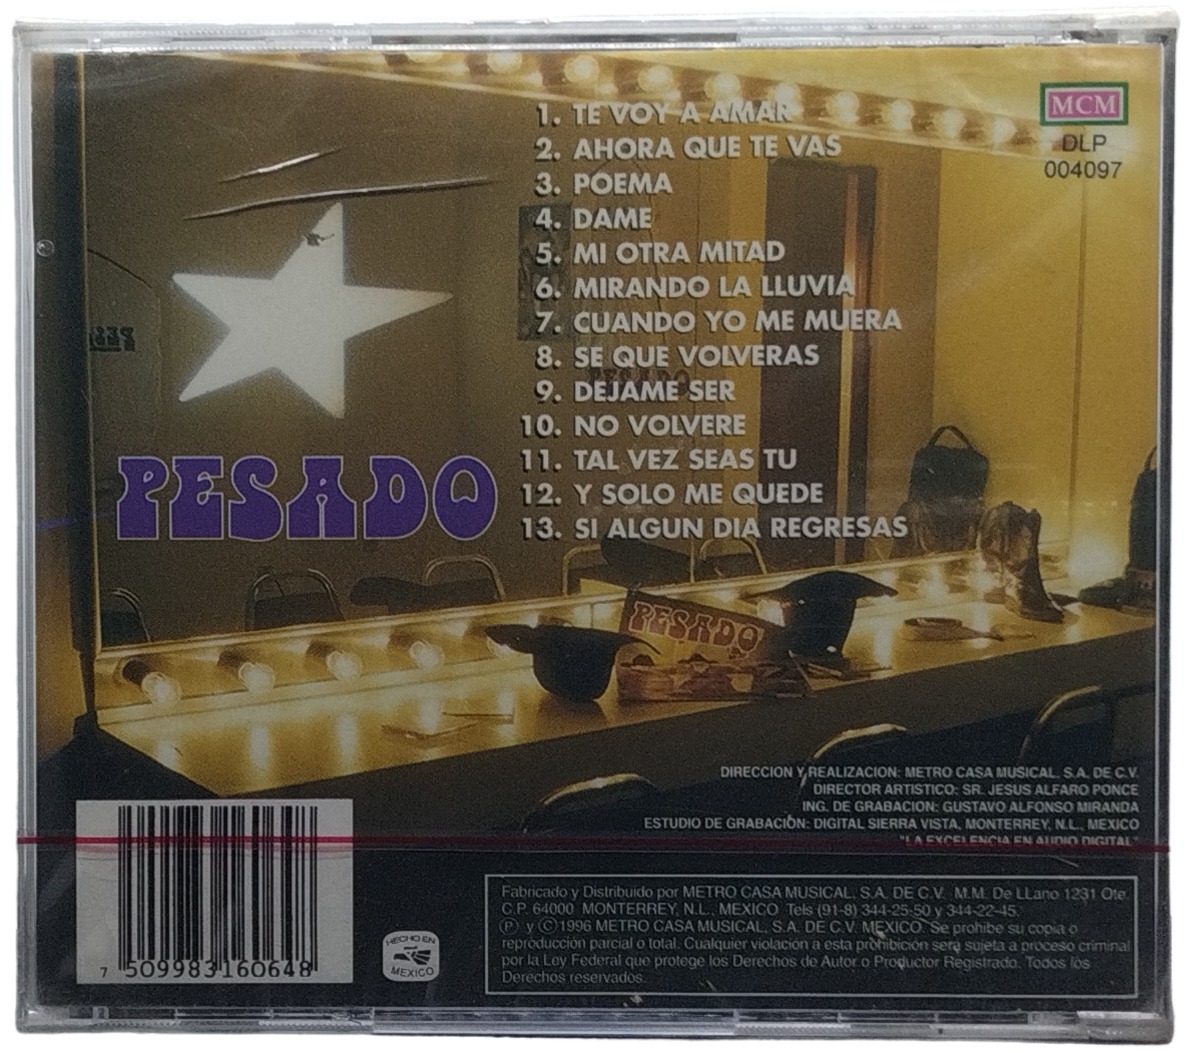 MCM
DLP
004097
1. TE VOY A AMAR
2. AHORA QUE TE VAS
3. POEMA
4. DAME
5. MI OTRA MITAD
6. MIRANDO LA LLUVIA
7. CUANDO YO ME MUERA
8. SE QUE VOLVERAS
9. DEJAME SER
10. NO VOLVERE
11. TAL VEZ SEAS TU
12. Y SOLO ME QUEDE
13. SI ALGUN DIA REGRESAS
PESADO
PESADO
PESADO
DIRECCION Y REALIZACION: METRO CASA MUSICAL, S.A. DE C.V.
DIRECTOR ARTISTICO: SR. JESUS ALFARO PONCE
ING. DE GRABACION: GUSTAVO ALFONSO MIRANDA
ESTUDIO DE GRABACIÓN: DIGITAL SIERRA VISTA, MONTERREY, N.L., MEXICO
"LA EXCELENCIA EN AUDIO DIGITAL"
7 509983 160648
HECHO EN
MEXICO
Fabricado y Distribuido por METRO CASA MUSICAL, S.A. DE C.V. M.M. De LLano 1231 Ote.
C.P. 64000 MONTERREY, N.L., MEXICO Tels (91-8) 344-25-50 y 344-22-45.
Ⓟ y Ⓒ 1996 METRO CASA MUSICAL, S.A. DE C.V. MEXICO. Se prohibe su copia o
reproducción parcial o total. Cualquier violación a esta prohibición será sujeta a proceso criminal
por la Ley Federal que protege los Derechos de Autor o Productor Registrado. Todos los
Derechos reservados.